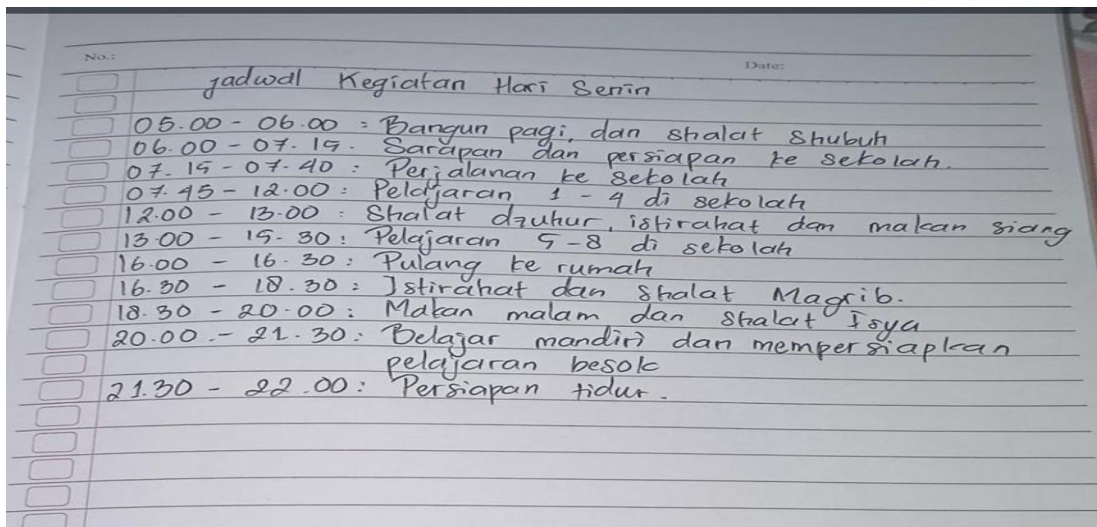 No.:
Date:
Jadwal Kegiatan Hari Senin
05.00 - 06.00 : Bangun pagi, dan shalat Shubuh
06.00 - 07.15 . Sarapan dan persiapan ke sekolah.
07.15 - 07.40 : Perjalanan ke sekolah
07.45 - 12.00 : Pelajaran 1 - 4 di sekolah
12.00 - 13.00 : Shalat dzuhur, istirahat dan makan siang
13.00 - 15.30 : Pelajaran 5-8 di sekolah
16.00 - 16.30 : Pulang ke rumah
16.30 - 18.30 : Istirahat dan Shalat Magrib.
18.30 - 20.00 : Makan malam dan Shalat Isya
20.00 .- 21.30 : Belajar mandiri dan mempersiapkan
pelajaran besok
21.30 - 22.00 : Persiapan tidur.